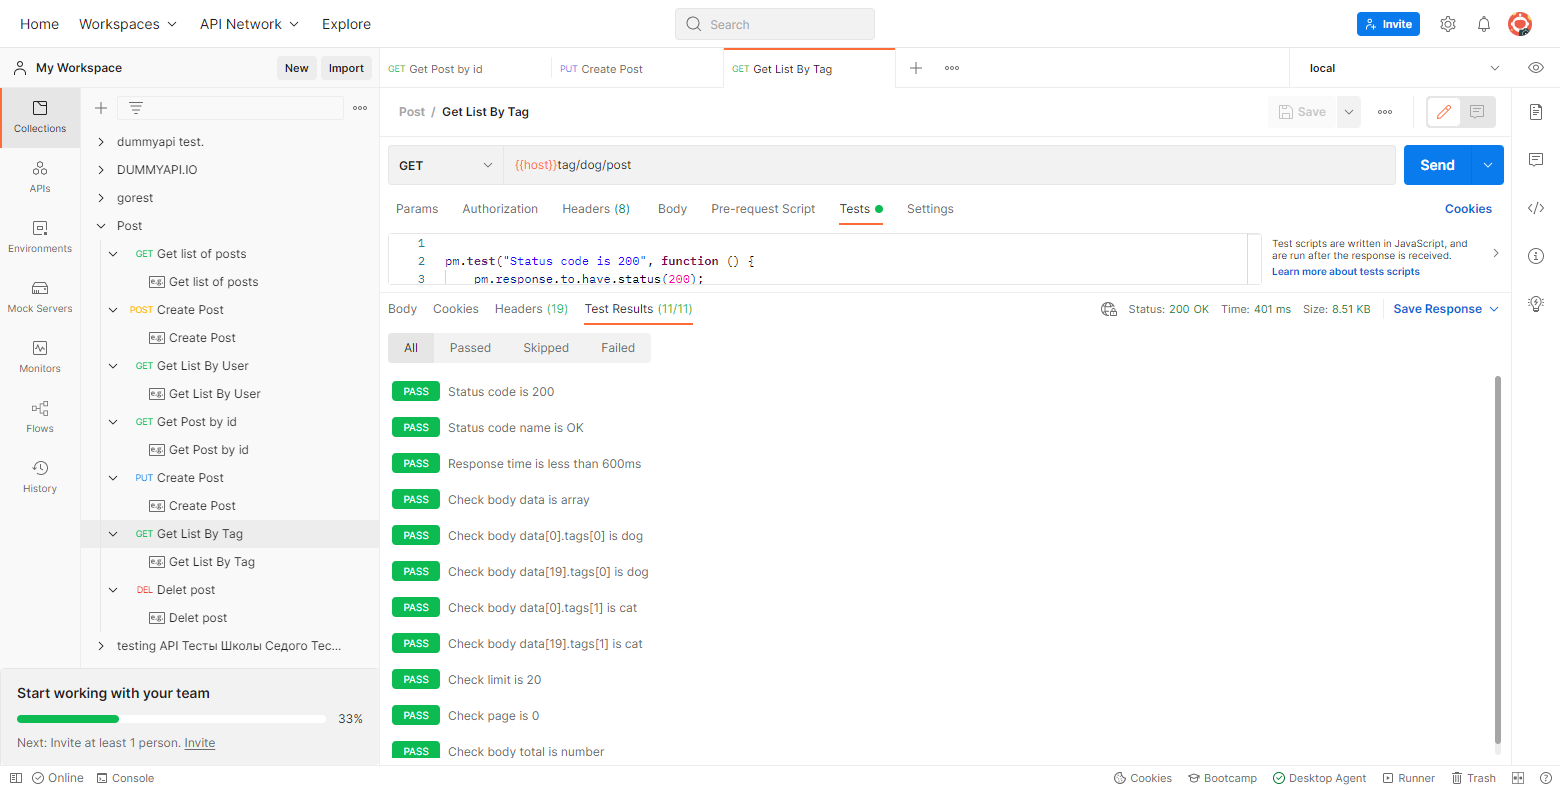 Home Workspaces API Network Explore Search Invite
My Workspace New Import
GET Get Post by id PUT Create Post GET Get List By Tag local
Collections
APIs
Environments
Mock Servers
Monitors
Flows
History
dummyapi test.
DUMMYAPI.IO
gorest
Post
GET Get list of posts
e.g. Get list of posts
POST Create Post
e.g. Create Post
GET Get List By User
e.g. Get List By User
GET Get Post by id
e.g. Get Post by id
PUT Create Post
e.g. Create Post
GET Get List By Tag
e.g. Get List By Tag
DEL Delet post
e.g. Delet post
testing API Тесты Школы Седого Тес...
Start working with your team
33%
Next: Invite at least 1 person. Invite
Post / Get List By Tag Save
GET {{host}}tag/dog/post Send
Params Authorization Headers (8) Body Pre-request Script Tests Settings Cookies
1
2 pm.test("Status code is 200", function () {
3 pm.response.to.have.status(200);
Test scripts are written in JavaScript, and
are run after the response is received.
Learn more about tests scripts
Body Cookies Headers (19) Test Results (11/11) Status: 200 OK Time: 401 ms Size: 8.51 KB Save Response
All Passed Skipped Failed
PASS Status code is 200
PASS Status code name is OK
PASS Response time is less than 600ms
PASS Check body data is array
PASS Check body data[0].tags[0] is dog
PASS Check body data[19].tags[0] is dog
PASS Check body data[0].tags[1] is cat
PASS Check body data[19].tags[1] is cat
PASS Check limit is 20
PASS Check page is 0
PASS Check body total is number
Online Console Cookies Bootcamp Desktop Agent Runner Trash